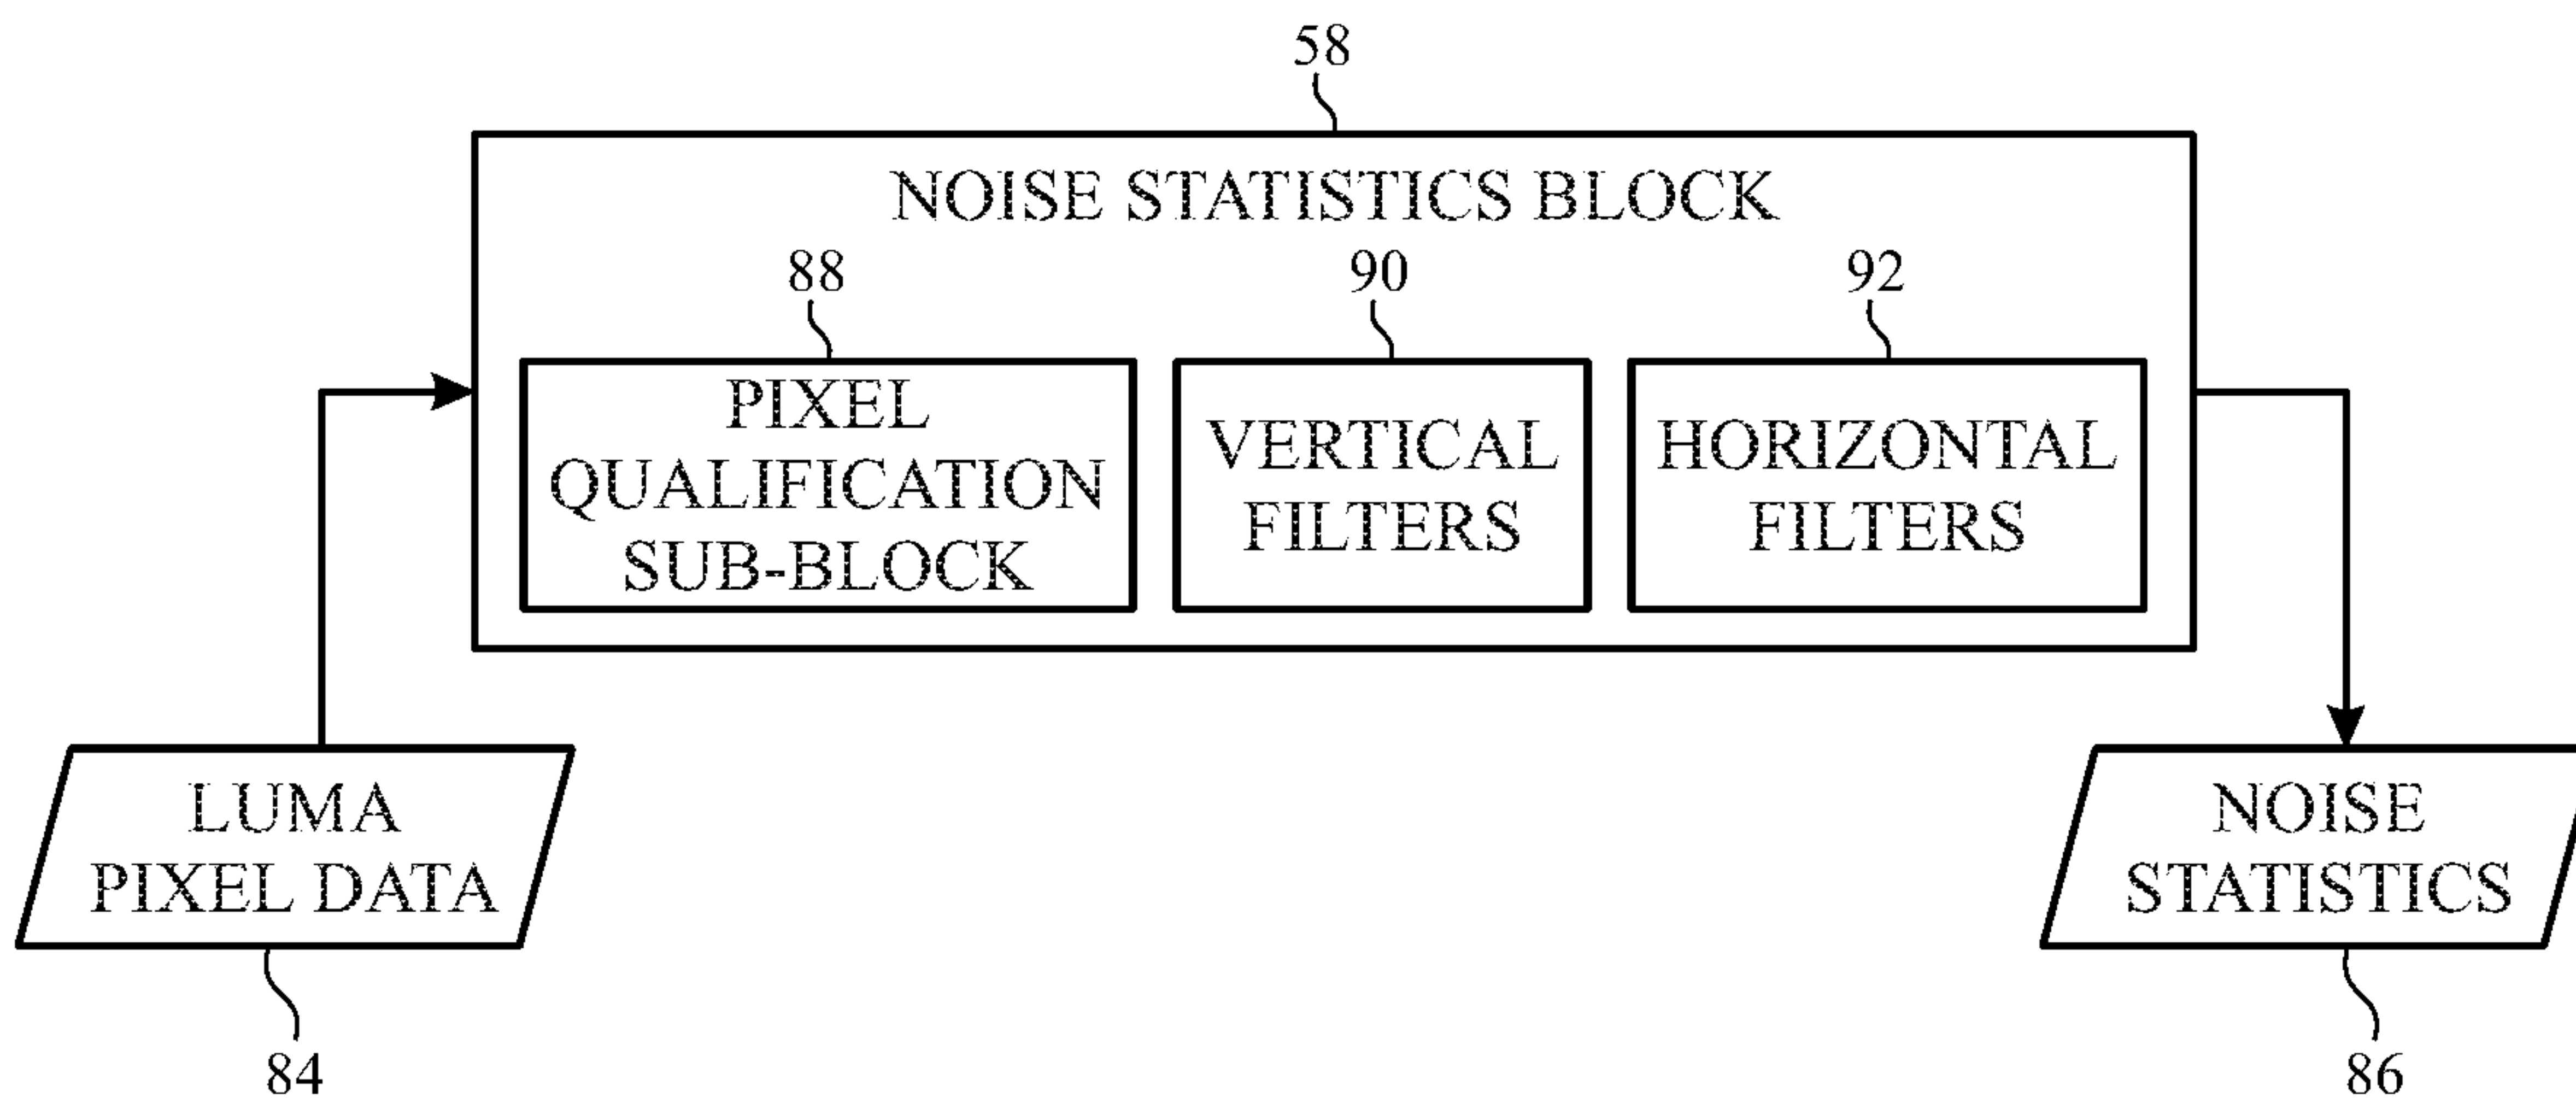 58
NOISE STATISTICS BLOCK
88
90
92
PIXEL
QUALIFICATION
SUB-BLOCK
VERTICAL
FILTERS
HORIZONTAL
FILTERS
LUMA
PIXEL DATA
NOISE
STATISTICS
84
86